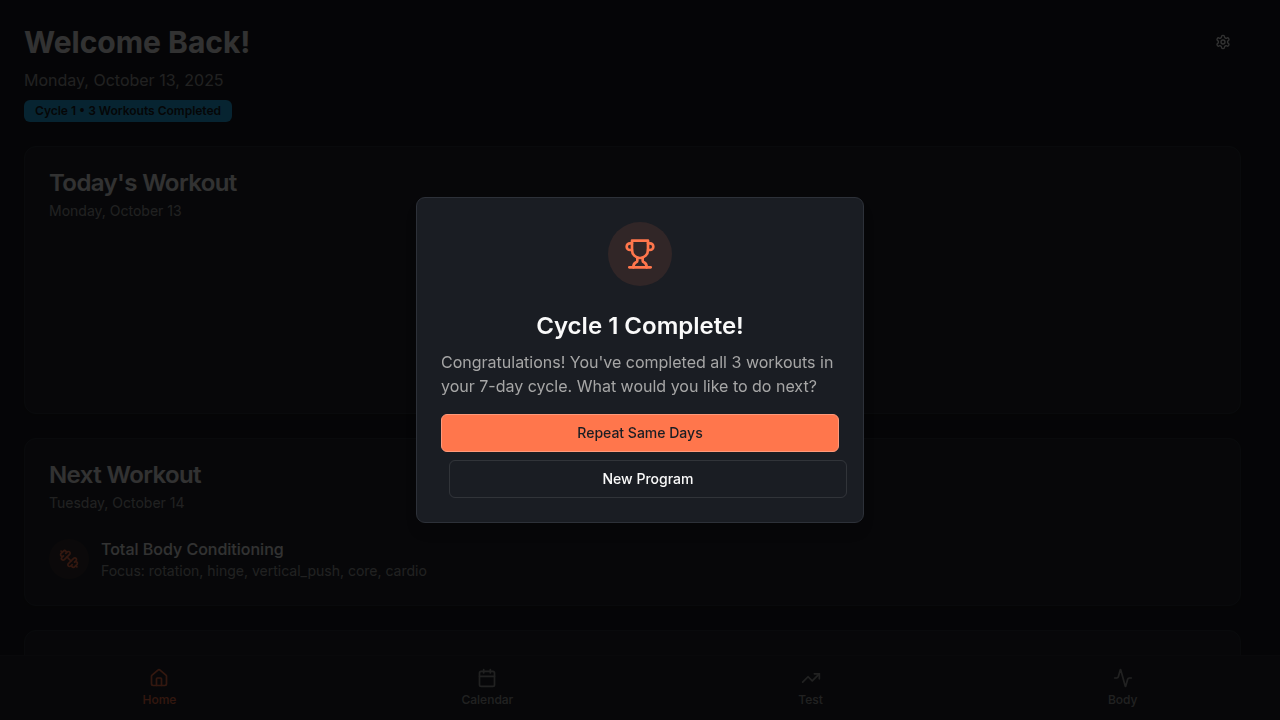 Welcome Back!
Monday, October 13, 2025
Cycle 1 • 3 Workouts Completed
Today's Workout
Monday, October 13
Cycle 1 Complete!
Congratulations! You've completed all 3 workouts in
your 7-day cycle. What would you like to do next?
Repeat Same Days
New Program
Next Workout
Tuesday, October 14
Total Body Conditioning
Focus: rotation, hinge, vertical_push, core, cardio
Home
Calendar
Test
Body